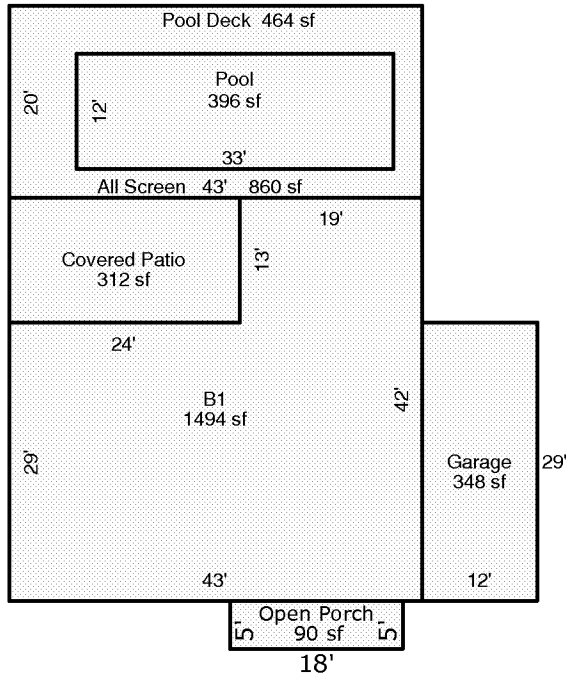 Pool Deck 464 sf
Pool
396 sf
20'
12'
33'
All Screen 43' 860 sf
19'
Covered Patio
312 sf
13'
24'
B1
1494 sf
42'
29'
Garage
348 sf
29'
43'
12'
Open Porch
90 sf
5'
5'
18'